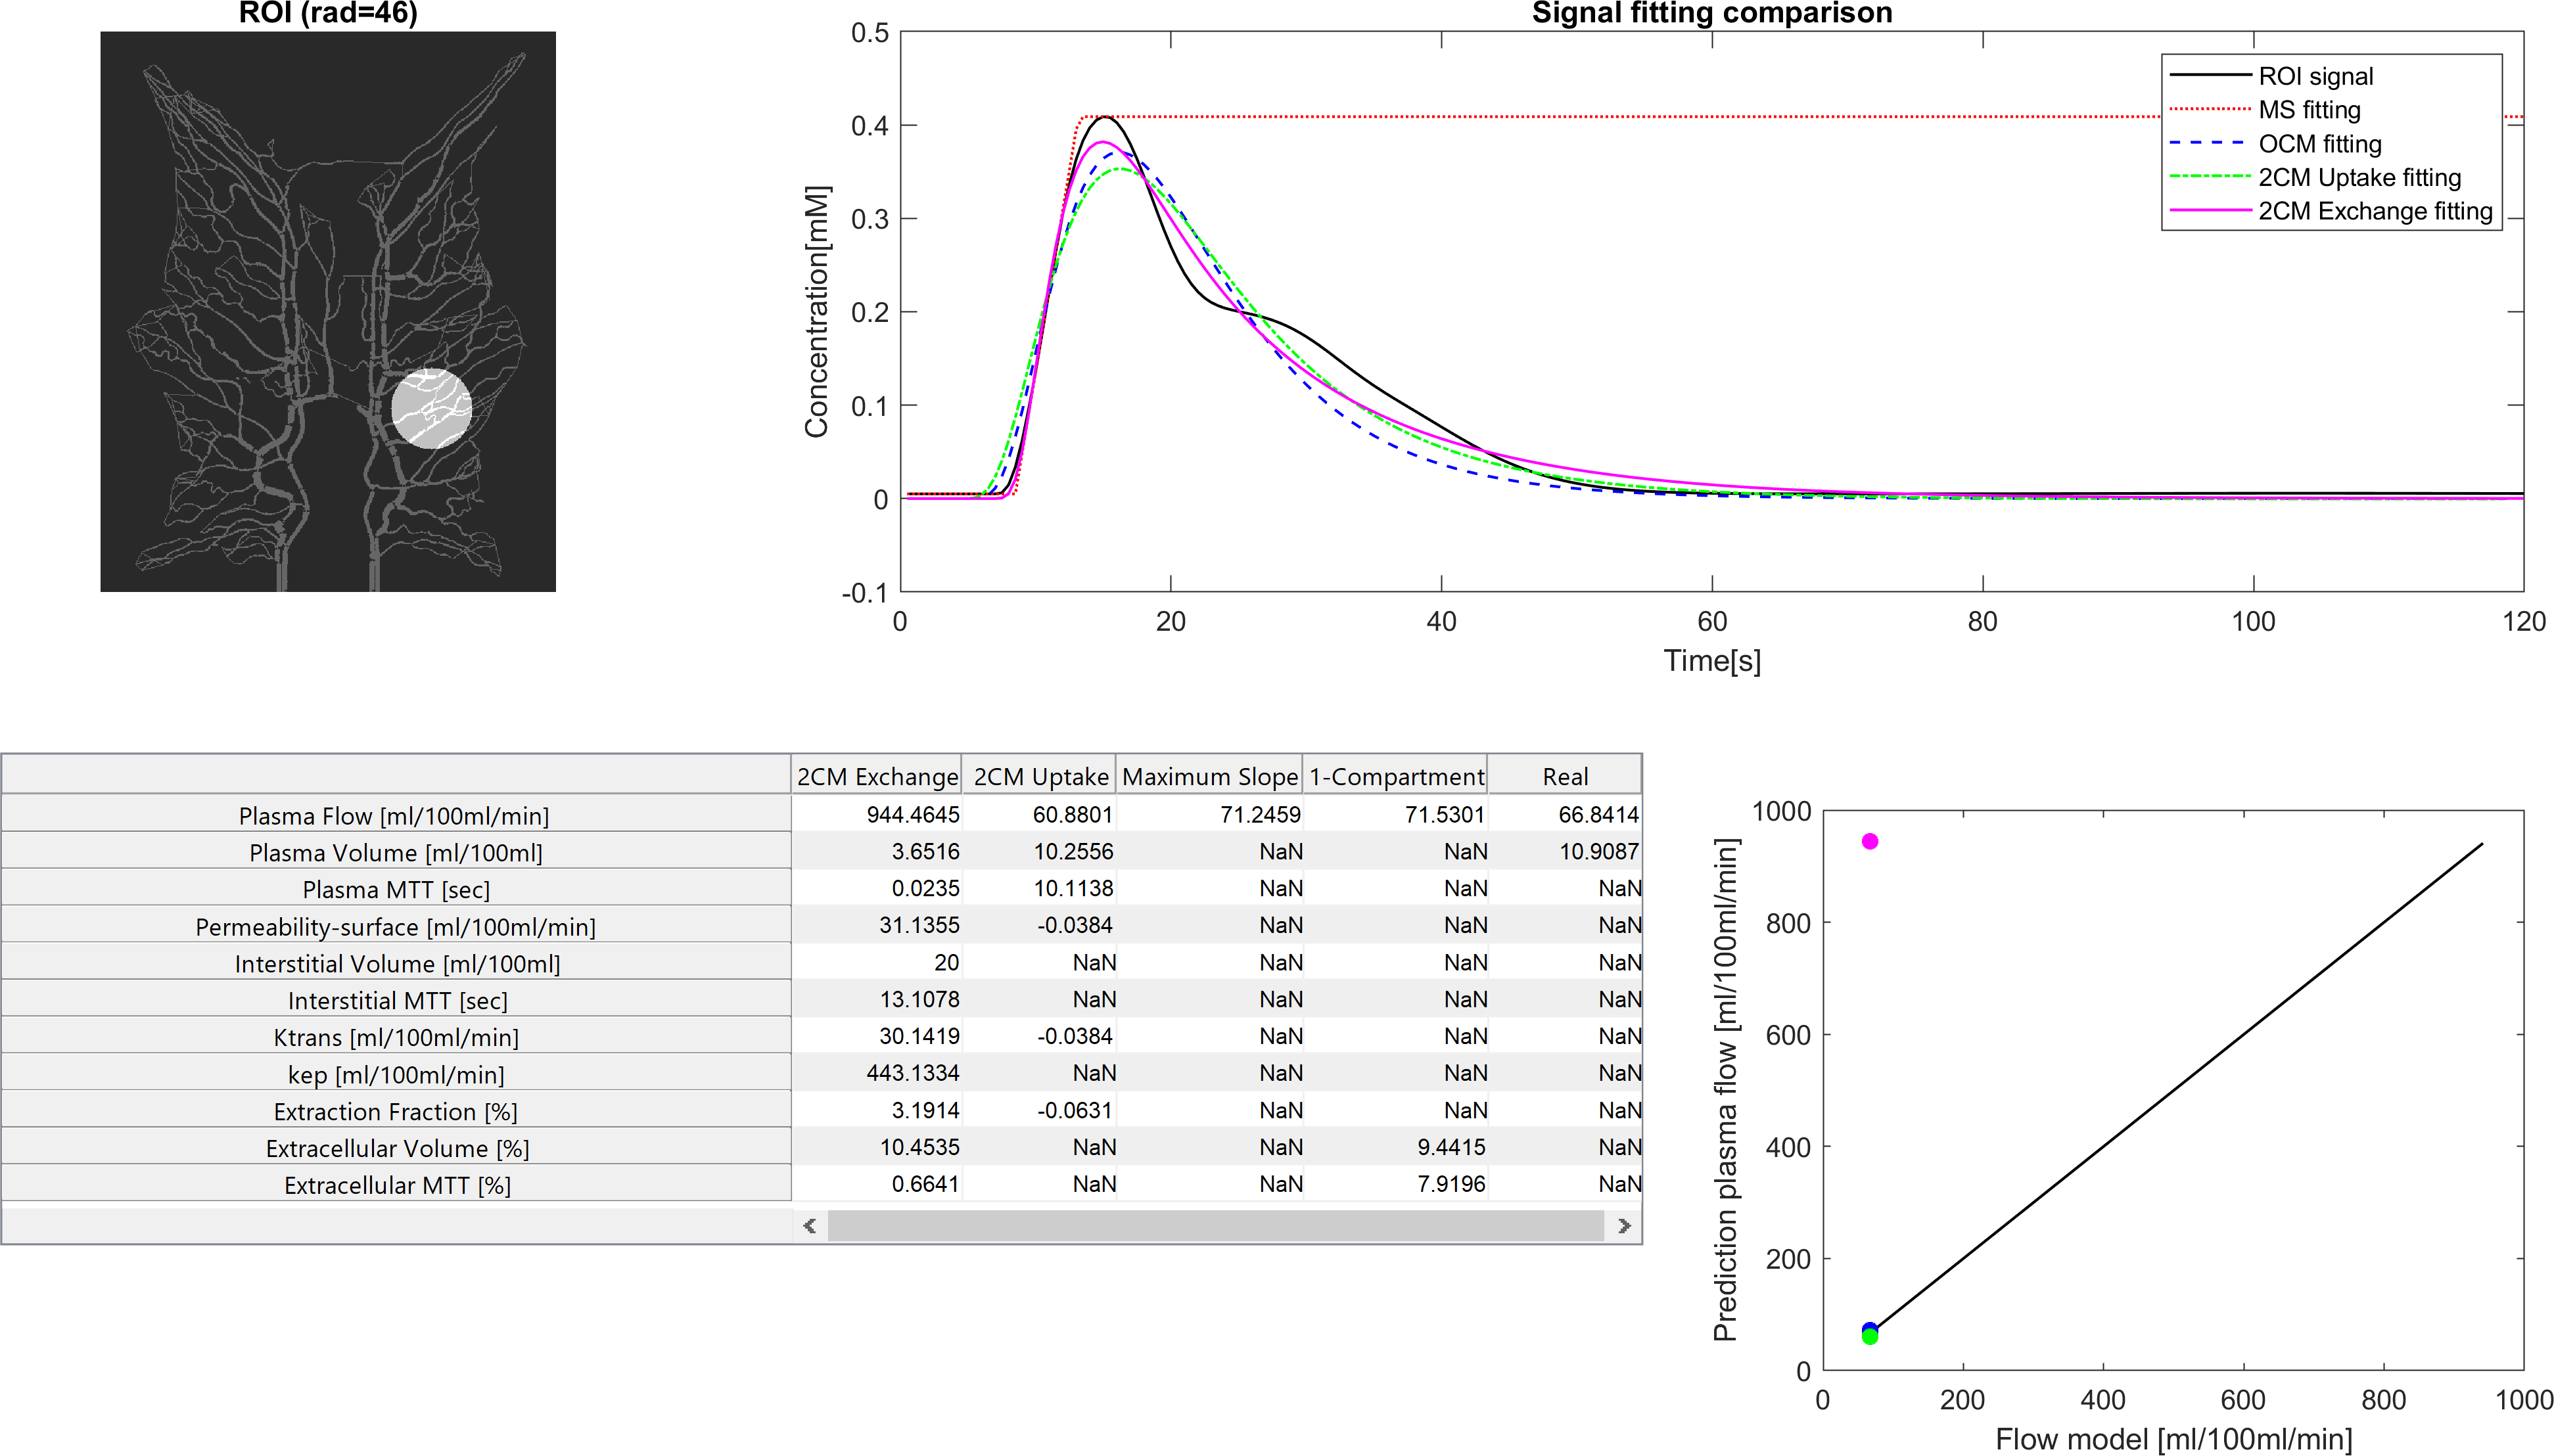 ROI (rad=46)
Signal fitting comparison
0.5
0.4
0.3
0.2
0.1
0
-0.1
Concentration[mM]
0 20 40 60 80 100 120
Time[s]
ROI signal
MS fitting
OCM fitting
2CM Uptake fitting
2CM Exchange fitting
2CM Exchange 2CM Uptake Maximum Slope 1-Compartment Real
Plasma Flow [ml/100ml/min] 944.4645 60.8801 71.2459 71.5301 66.8414
Plasma Volume [ml/100ml] 3.6516 10.2556 NaN NaN 10.9087
Plasma MTT [sec] 0.0235 10.1138 NaN NaN NaN
Permeability-surface [ml/100ml/min] 31.1355 -0.0384 NaN NaN NaN
Interstitial Volume [ml/100ml] 20 NaN NaN NaN NaN
Interstitial MTT [sec] 13.1078 NaN NaN NaN NaN
Ktrans [ml/100ml/min] 30.1419 -0.0384 NaN NaN NaN
kep [ml/100ml/min] 443.1334 NaN NaN NaN NaN
Extraction Fraction [%] 3.1914 -0.0631 NaN NaN NaN
Extracellular Volume [%] 10.4535 NaN NaN 9.4415 NaN
Extracellular MTT [%] 0.6641 NaN NaN 7.9196 NaN
1000
800
600
400
200
0
Prediction plasma flow [ml/100ml/min]
0 200 400 600 800 1000
Flow model [ml/100ml/min]